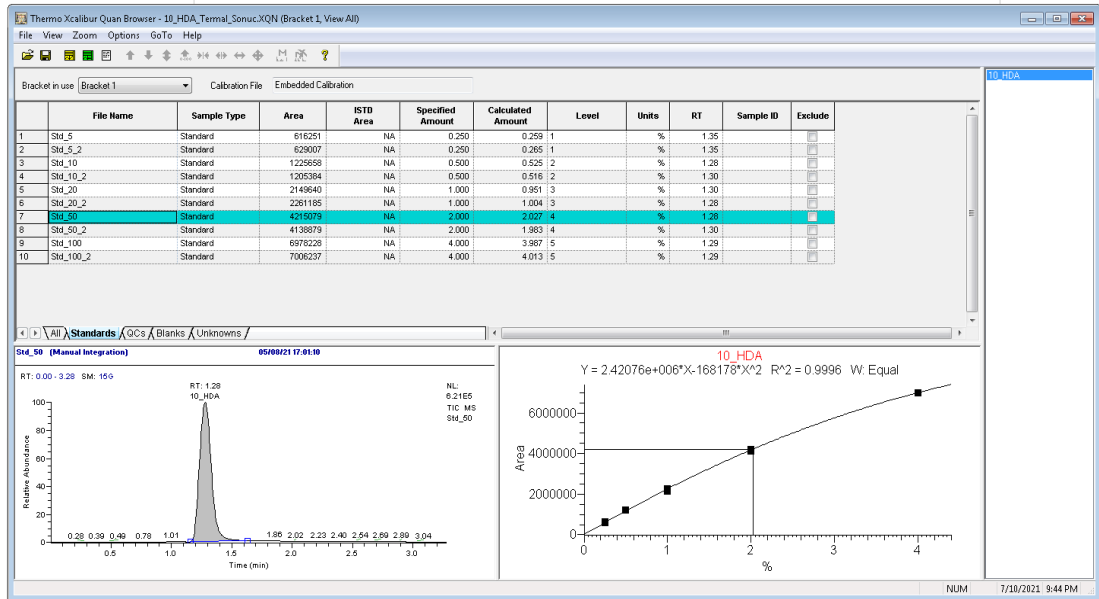 Thermo Xcalibur Quan Browser - 10_HDA_Termal_Sonuc.XQN (Bracket 1, View All)
File View Zoom Options GoTo Help
Bracket in use Bracket 1 Calibration File Embedded Calibration
10_HDA
File Name Sample Type Area ISTD Area Specified Amount Calculated Amount Level Units RT Sample ID Exclude
1 Std_5 Standard 616251 NA 0.250 0.259 1 % 1.35
2 Std_5_2 Standard 629007 NA 0.250 0.265 1 % 1.35
3 Std_10 Standard 1225658 NA 0.500 0.525 2 % 1.28
4 Std_10_2 Standard 1205384 NA 0.500 0.516 2 % 1.30
5 Std_20 Standard 2149640 NA 1.000 0.951 3 % 1.30
6 Std_20_2 Standard 2261185 NA 1.000 1.004 3 % 1.28
7 Std_50 Standard 4215079 NA 2.000 2.027 4 % 1.28
8 Std_50_2 Standard 4138879 NA 2.000 1.983 4 % 1.30
9 Std_100 Standard 6978228 NA 4.000 3.987 5 % 1.29
10 Std_100_2 Standard 7006237 NA 4.000 4.013 5 % 1.29
All Standards QCs Blanks Unknowns
Std_50 (Manual Integration) 05/08/21 17:01:10
RT: 0.00 - 3.28 SM: 15G
RT: 1.28
10_HDA
NL:
6.21E5
TIC MS
Std_50
100
80
60
40
20
0
Relative Abundance
0.28 0.39 0.49 0.78 1.01 1.86 2.02 2.23 2.40 2.54 2.69 2.89 3.04
0.5 1.0 1.5 2.0 2.5 3.0
Time (min)
10_HDA
Y = 2.42076e+006*X-168178*X^2 R^2 = 0.9996 W: Equal
6000000
4000000
2000000
0
Area
0 1 2 3 4
%
NUM 7/10/2021 9:44 PM